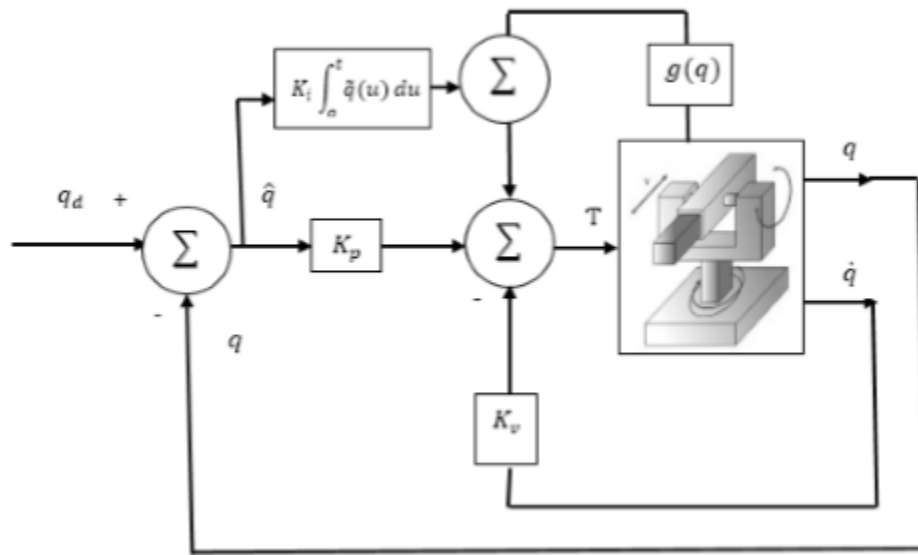 g(q)
Σ
K_i ∫_o^t q̃(u) du
q
q_d +
q̂
T
Σ
K_p
Σ
q̇
-
-
q
K_v